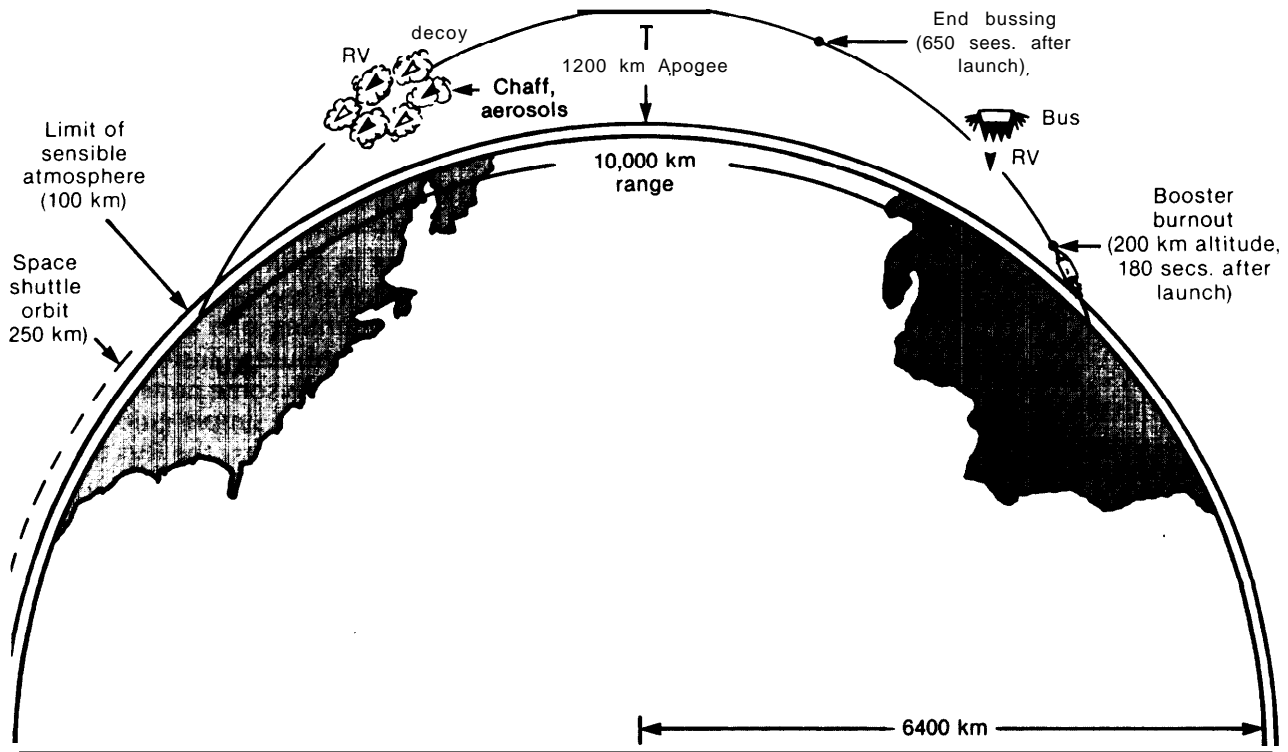 decoy
RV
Chaff,
aerosols
1200 km Apogee
End bussing
(650 sees. after
launch),
Bus
RV
Limit of
sensible
atmosphere
(100 km)
10,000 km
range
Booster
burnout
(200 km altitude,
180 secs. after
launch)
Space
shuttle
orbit
250 km)
6400 km